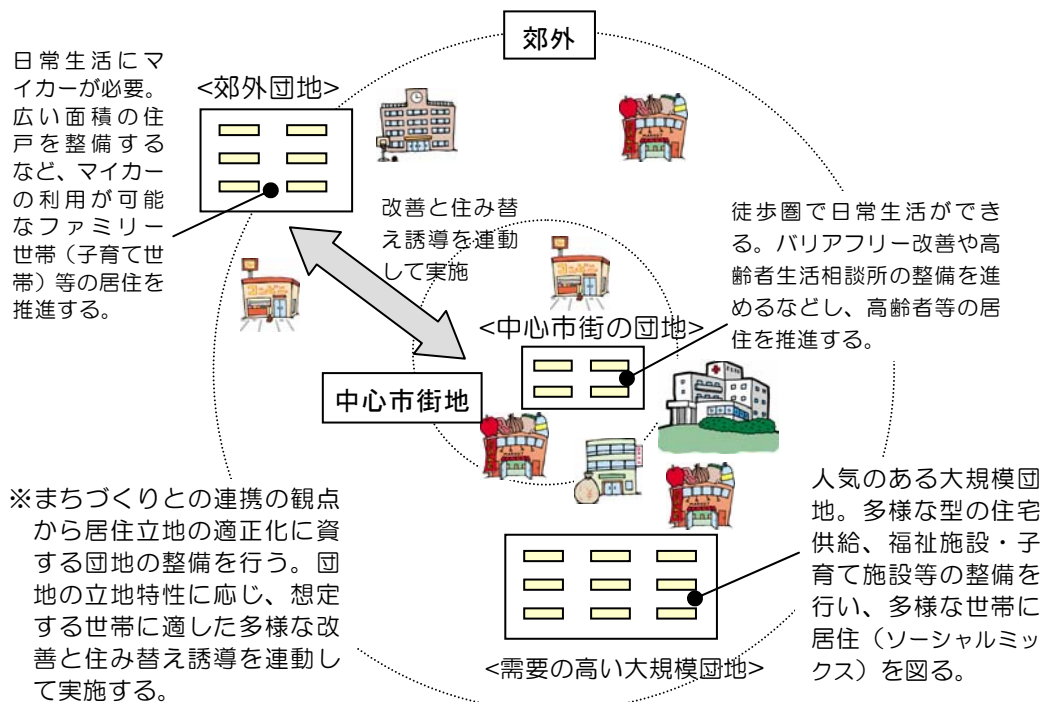 郊外
日常生活にマ
イカーが必要。
広い面積の住
戸を整備する
など、マイカー
の利用が可能
なファミリー
世帯（子育て世
帯）等の居住を
推進する。
<郊外団地>
改善と住み替
え誘導を連動
して実施
徒歩圏で日常生活ができ
る。バリアフリー改善や高
齢者生活相談所の整備を進
めるなどし、高齢者等の居
住を推進する。
<中心市街の団地>
中心市街地
※まちづくりとの連携の観点
から居住立地の適正化に資
する団地の整備を行う。団
地の立地特性に応じ、想定
する世帯に適した多様な改
善と住み替え誘導を連動し
て実施する。
人気のある大規模団
地。多様な型の住宅
供給、福祉施設・子
育て施設等の整備を
行い、多様な世帯に
居住（ソーシャルミッ
クス）を図る。
<需要の高い大規模団地>